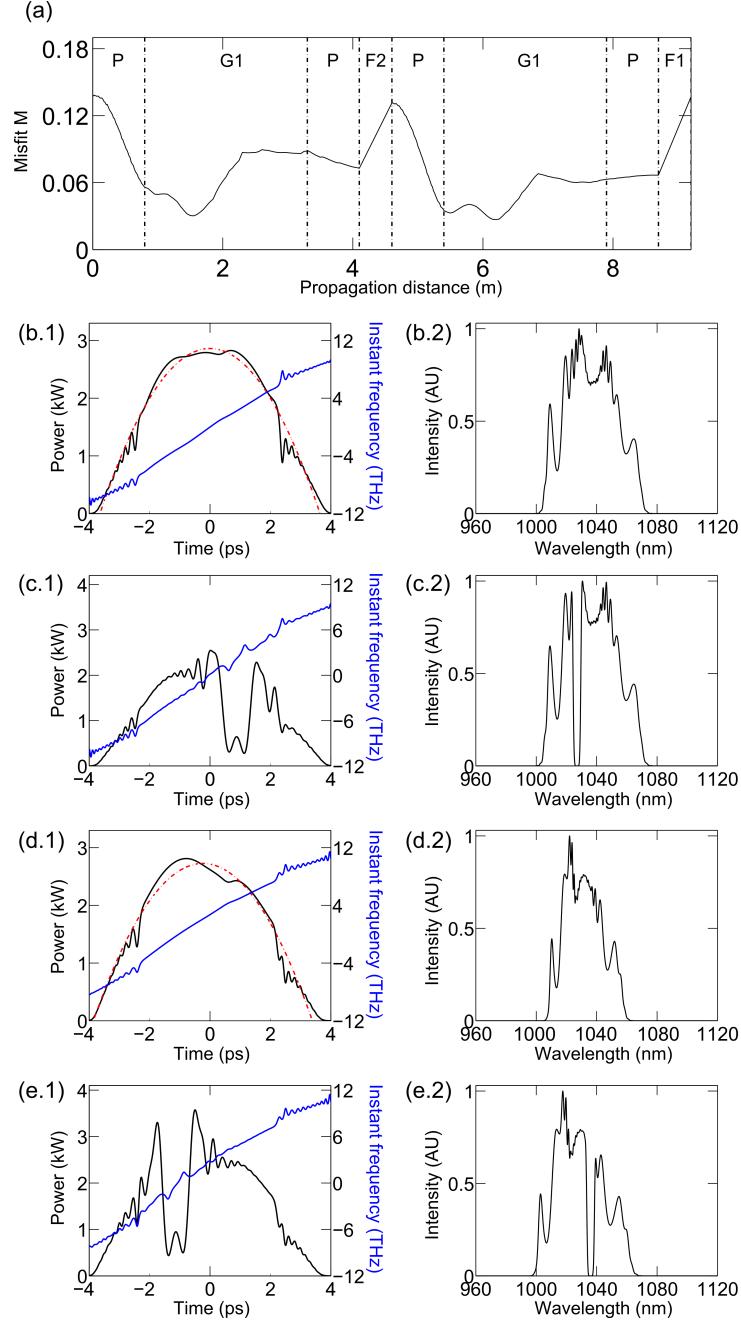 (a)
Misfit M
0.18
0.12
0.06
0
P
G1
P
F2
P
G1
P
F1
0 2 4 6 8
Propagation distance (m)
(b.1)
Power (kW)
3
2
1
0
−4 −2 0 2 4
Time (ps)
12
4
−4
−12
Instant frequency (THz)
(b.2)
Intensity (AU)
1
0.5
0
960 1000 1040 1080 1120
Wavelength (nm)
(c.1)
Power (kW)
4
3
2
1
0
−4 −2 0 2 4
Time (ps)
12
6
0
−6
−12
Instant frequency (THz)
(c.2)
Intensity (AU)
1
0.5
0
960 1000 1040 1080 1120
Wavelength (nm)
(d.1)
Power (kW)
3
2
1
0
−4 −2 0 2 4
Time (ps)
12
4
−4
−12
Instant frequency (THz)
(d.2)
Intensity (AU)
1
0.5
0
960 1000 1040 1080 1120
Wavelength (nm)
(e.1)
Power (kW)
4
3
2
1
0
−4 −2 0 2 4
Time (ps)
12
6
0
−6
−12
Instant frequency (THz)
(e.2)
Intensity (AU)
1
0.5
0
960 1000 1040 1080 1120
Wavelength (nm)